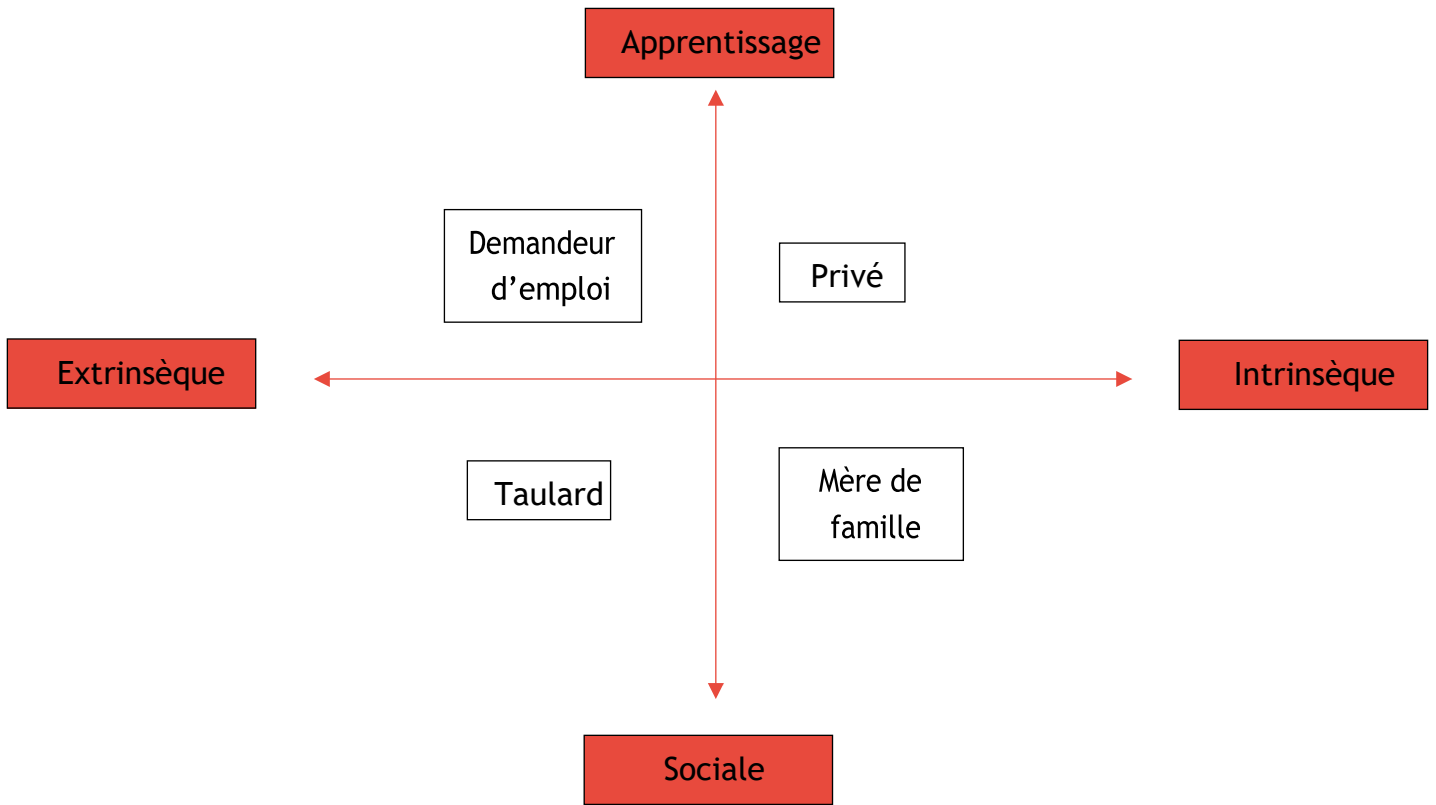 Apprentissage
Demandeur
d’emploi
Privé
Extrinsèque
Intrinsèque
Taulard
Mère de
famille
Sociale